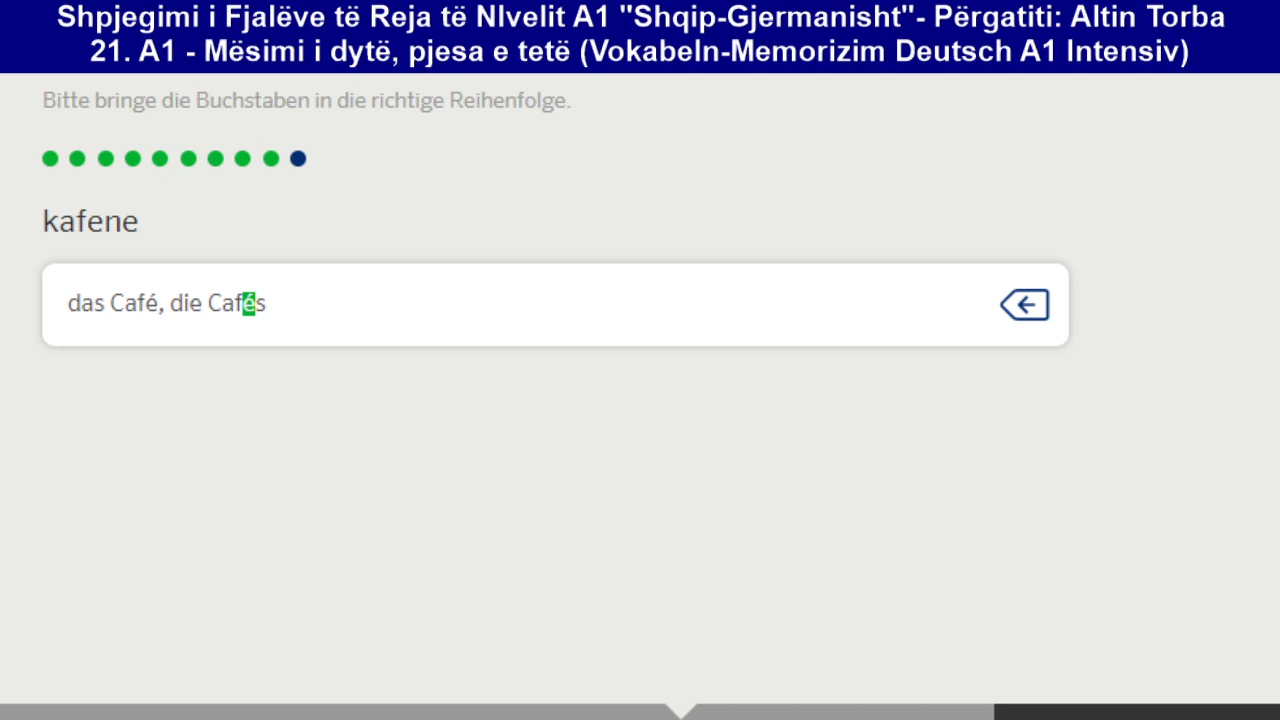 Shpjegimi i Fjalëve të Reja të NIvelit A1 "Shqip-Gjermanisht"- Përgatiti: Altin Torba
21. A1 - Mësimi i dytë, pjesa e tetë (Vokabeln-Memorizim Deutsch A1 Intensiv)
Bitte bringe die Buchstaben in die richtige Reihenfolge.
kafene
das Café, die Cafés